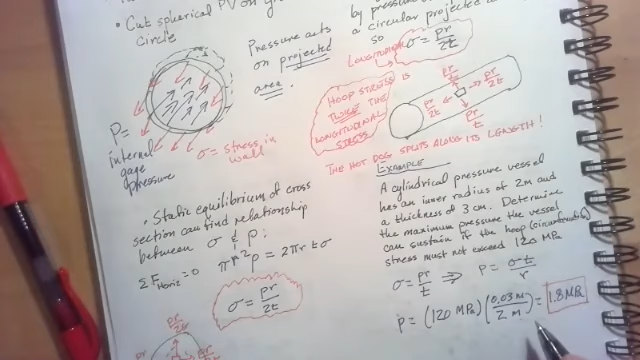 • Cut spherical PV on
circle
Pressure acts
on projected
area.
P=
internal
gage
pressure
σ = stress in
wall
• Static equilibrium of cross
section can find relationship
between σ & p:
ΣF Horiz = 0 πr²p = 2πr tσ
σ = pr/2t
pr/2t
pr
by pressure
a circular projected
so
LONGITUDINAL
σ = pr/2t
HOOP STRESS IS
TWICE THE
LONGITUDINAL
STRESS
pr/t
pr/2t
pr/2t
pr/t
THE HOT DOG SPLITS ALONG ITS LENGTH!
EXAMPLE
A cylindrical pressure vessel
has an inner radius of 2m and
a thickness of 3 cm. Determine
the maximum pressure the vessel
can sustain if the hoop (circumferential)
stress must not exceed 120 MPa
σ = pr/t ⇒ p = σt/r
p = (120 MPa)(0.03 m/2 m) = 1.8 MPa